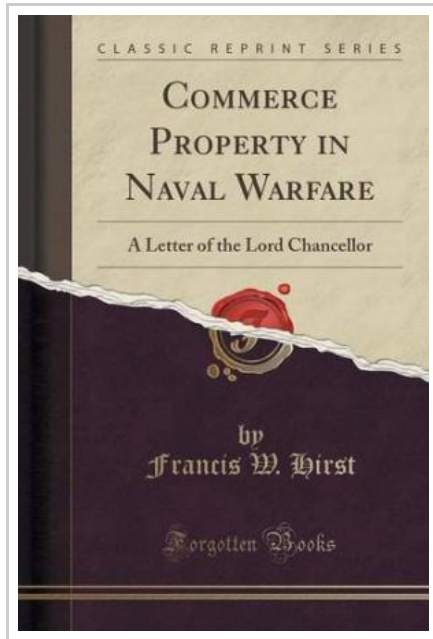 CLASSIC REPRINT SERIES
COMMERCE
PROPERTY IN
NAVAL WARFARE
A Letter of the Lord Chancellor
by
Francis W. Hirst
Forgotten Books